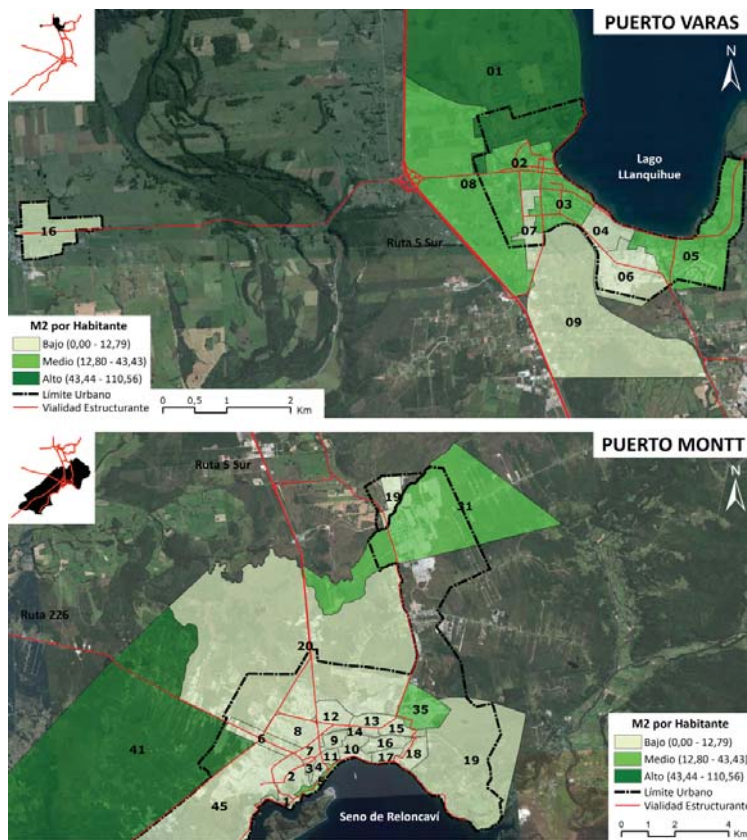 PUERTO VARAS
N
01
02
Lago
LLanquihue
08
03
16
07
04
Ruta 5 Sur
05
06
09
M2 por Habitante
Bajo (0,00 - 12,79)
Medio (12,80 - 43,43)
Alto (43,44 - 110,56)
Límite Urbano
Vialidad Estructurante
0 0,5 1 2
Km
PUERTO MONTT
Ruta 5 Sur
N
19
21
Ruta 226
20
35
12
13
41
6
8
14
15
9
16
19
7
10
11
17
18
3
4
2
45
1
Seno de Reloncaví
M2 por Habitante
Bajo (0,00 - 12,79)
Medio (12,80 - 43,43)
Alto (43,44 - 110,56)
Límite Urbano
Vialidad Estructurante
0 1 2 4
Km